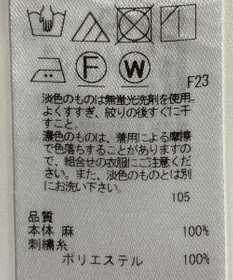 F
W
F23
淡色のものは無蛍光洗剤を使用。
よくすすぎ、絞りの後すぐに干
すこと。
濃色のものは、着用による摩擦
で色落ちすることがありますの
で、組合せの衣服にご注意くだ
さい。また、淡色のものとは別
にお洗い下さい。
105
品質
本体 麻 100%
刺繍糸
ポリエステル 100%